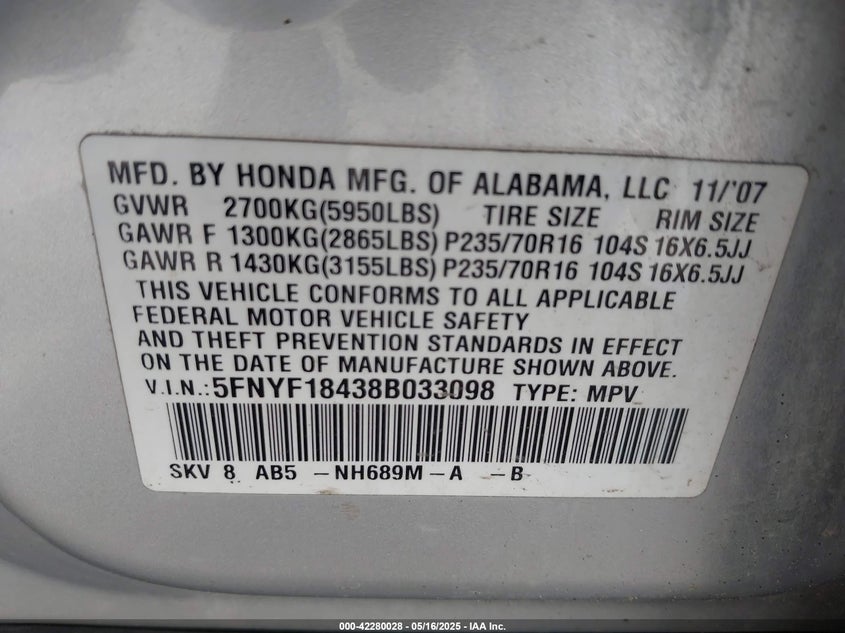 MFD. BY HONDA MFG. OF ALABAMA, LLC 11/'07
GVWR 2700KG(5950LBS) TIRE SIZE RIM SIZE
GAWR F 1300KG(2865LBS) P235/70R16 104S 16X6.5JJ
GAWR R 1430KG(3155LBS) P235/70R16 104S 16X6.5JJ
THIS VEHICLE CONFORMS TO ALL APPLICABLE
FEDERAL MOTOR VEHICLE SAFETY
AND THEFT PREVENTION STANDARDS IN EFFECT
ON THE DATE OF MANUFACTURE SHOWN ABOVE.
V.I.N.: 5FNYF18438B033098 TYPE: MPV
SKV 8 AB5 -NH689M-A -B
000-42280028 - 05/16/2025 - IAA Inc.